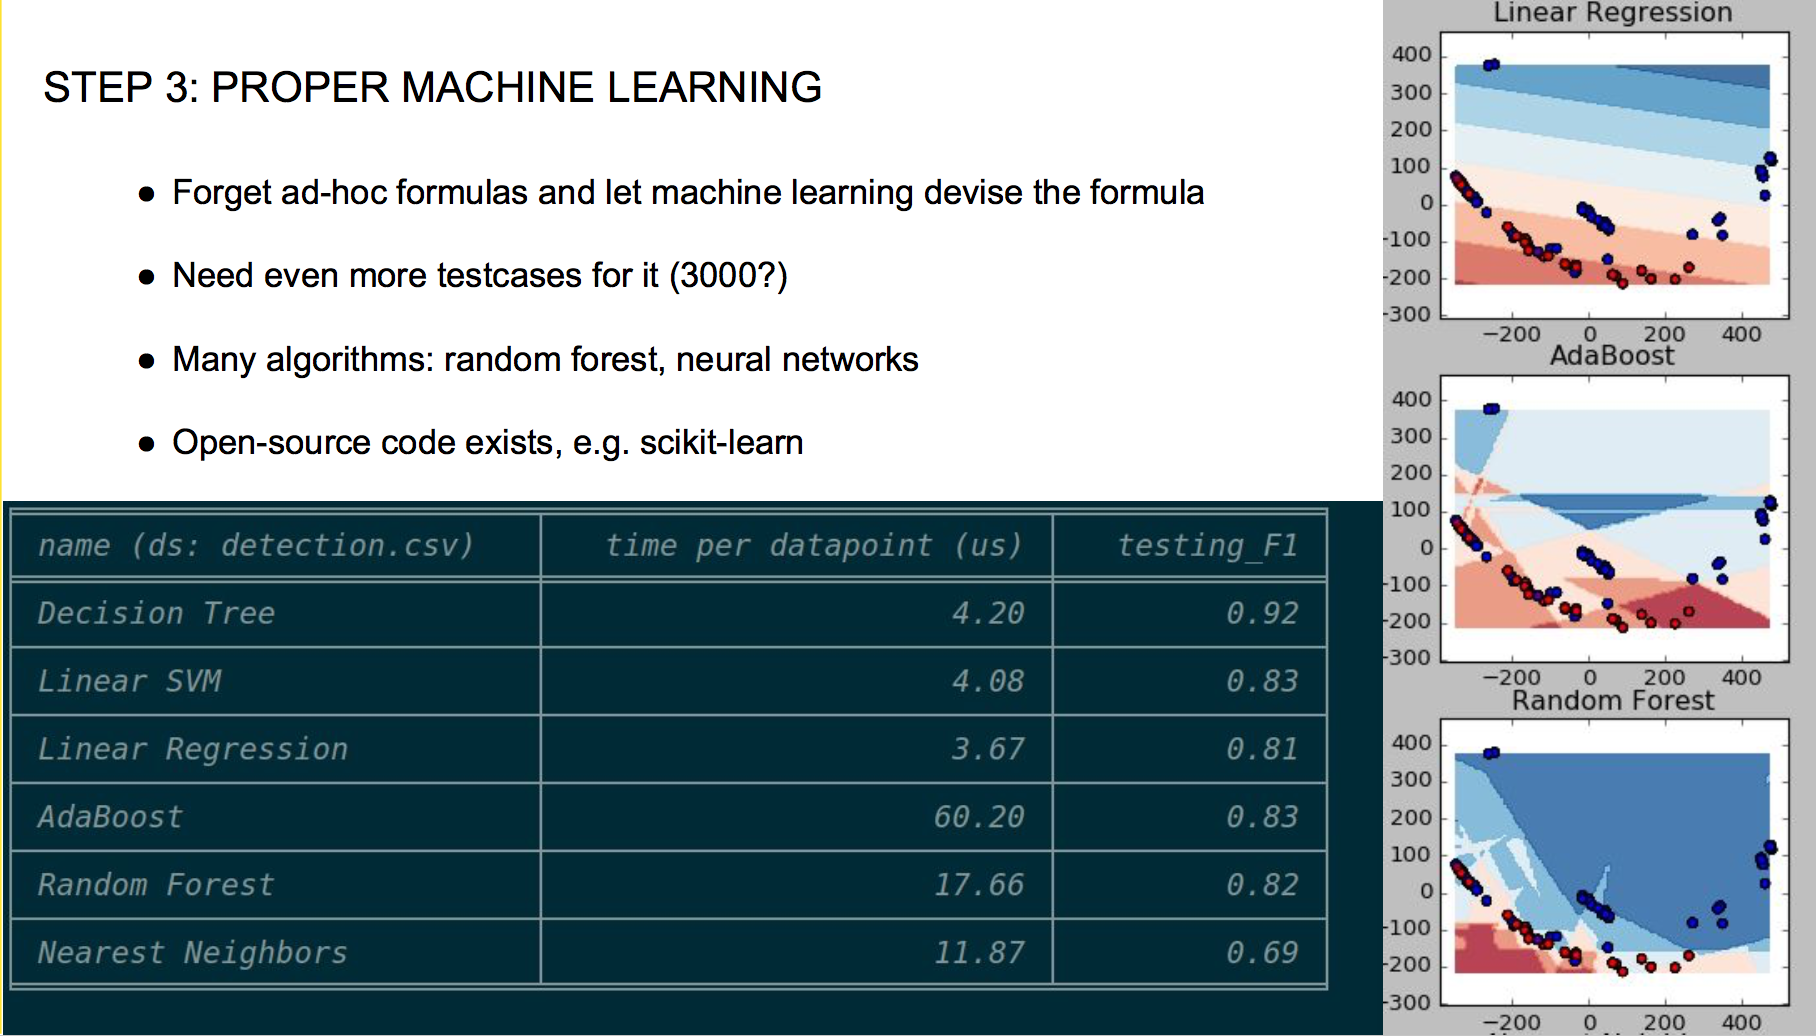 STEP 3: PROPER MACHINE LEARNING
● Forget ad-hoc formulas and let machine learning devise the formula
● Need even more testcases for it (3000?)
● Many algorithms: random forest, neural networks
● Open-source code exists, e.g. scikit-learn
name (ds: detection.csv) time per datapoint (us) testing_F1
Decision Tree 4.20 0.92
Linear SVM 4.08 0.83
Linear Regression 3.67 0.81
AdaBoost 60.20 0.83
Random Forest 17.66 0.82
Nearest Neighbors 11.87 0.69
Linear Regression
400
300
200
100
0
-100
-200
-300
−200 0 200 400
AdaBoost
400
300
200
100
0
-100
-200
-300
−200 0 200 400
Random Forest
400
300
200
100
0
-100
-200
-300
−200 0 200 400